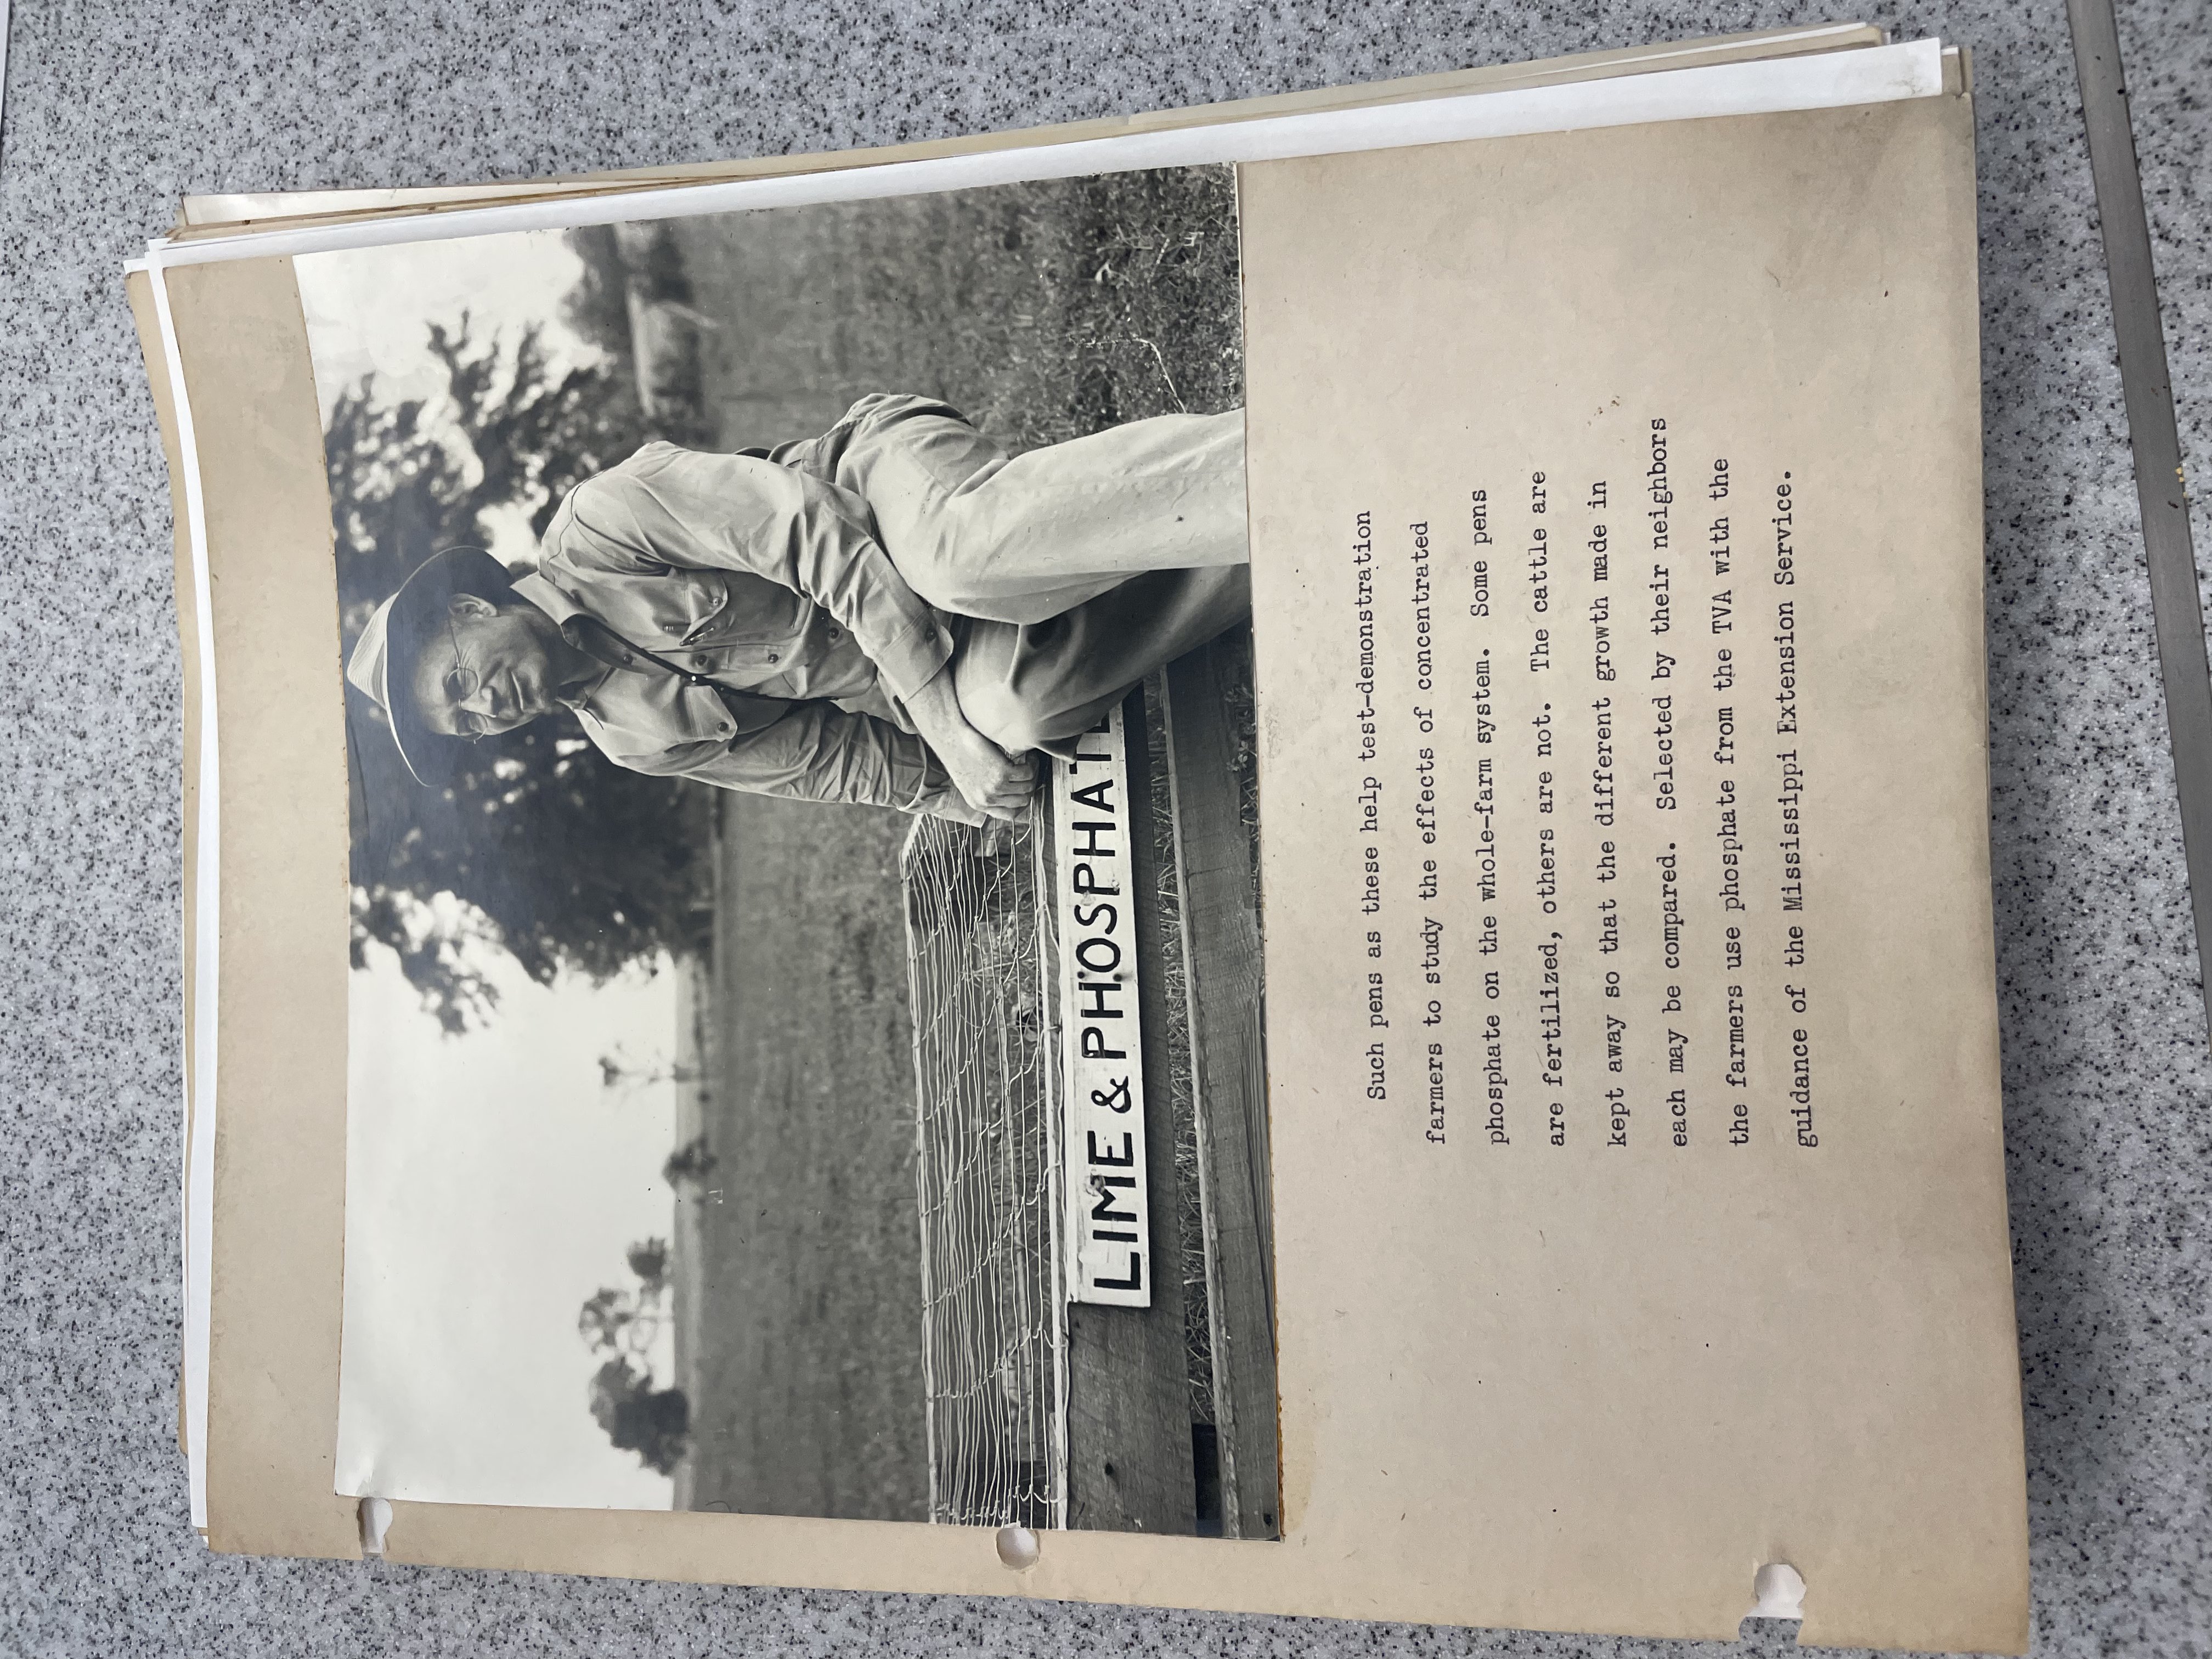 LIME & PHOSPHATE
Such pens as these help test-demonstration
farmers to study the effects of concentrated
phosphate on the whole-farm system.  Some pens
are fertilized, others are not.  The cattle are
kept away so that the different growth made in
each may be compared.  Selected by their neighbors
the farmers use phosphate from the TVA with the
guidance of the Mississippi Extension Service.